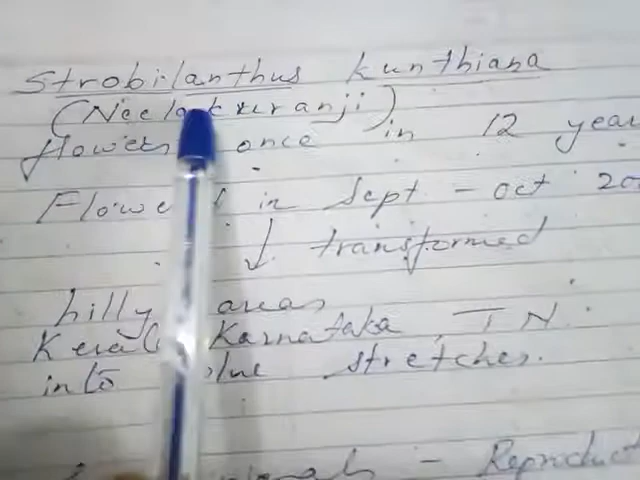 Strobilanthus kunthiana
(Neelakuranji)
flowers once in 12 year
Flowe in Sept - oct 20
↓ transformed
hilly areas
Kerala Karnataka, TN.
into blue stretches.
- Reproduct